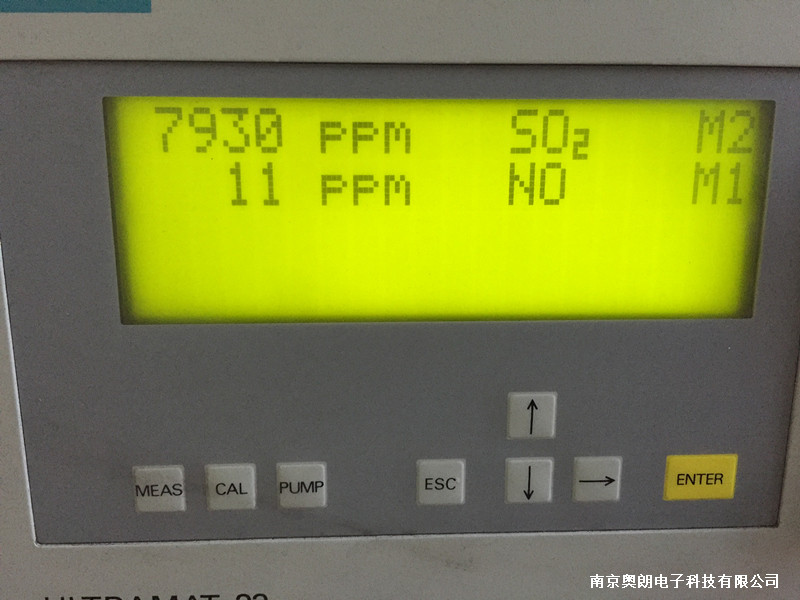 7930 ppm SO₂ M2
11 ppm NO M1
↑
MEAS CAL PUMP ESC ↓ → ENTER
南京奥朗电子科技有限公司